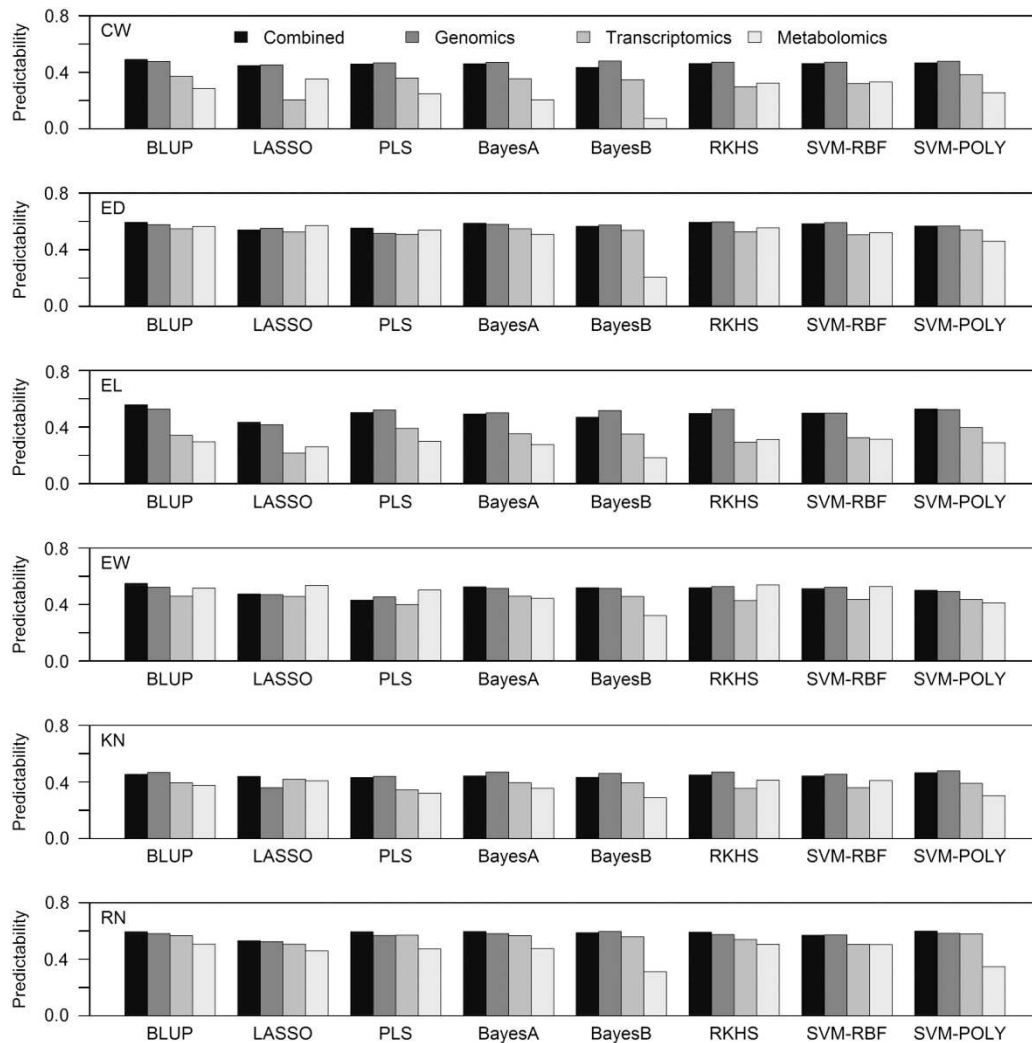 0.8
CW
Combined Genomics Transcriptomics Metabolomics
Predictability
0.4
0.0
BLUP LASSO PLS BayesA BayesB RKHS SVM-RBF SVM-POLY
0.8
ED
Predictability
0.4
0.0
BLUP LASSO PLS BayesA BayesB RKHS SVM-RBF SVM-POLY
0.8
EL
Predictability
0.4
0.0
BLUP LASSO PLS BayesA BayesB RKHS SVM-RBF SVM-POLY
0.8
EW
Predictability
0.4
0.0
BLUP LASSO PLS BayesA BayesB RKHS SVM-RBF SVM-POLY
0.8
KN
Predictability
0.4
0.0
BLUP LASSO PLS BayesA BayesB RKHS SVM-RBF SVM-POLY
0.8
RN
Predictability
0.4
0.0
BLUP LASSO PLS BayesA BayesB RKHS SVM-RBF SVM-POLY